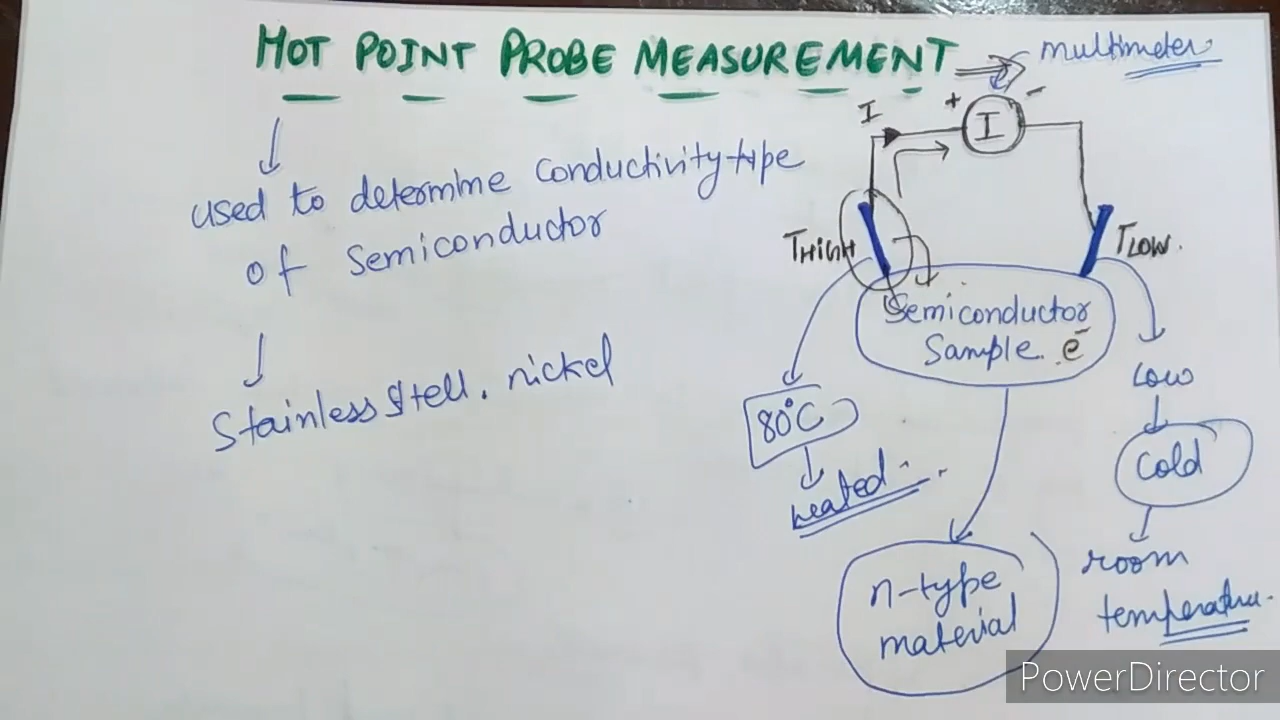 HOT POINT PROBE MEASUREMENT
multimeter
used to determine conductivity type
of semiconductor
stainless stell. nickel
I
+
I
-
THIGH
TLOW.
Semiconductor
Sample. e-
80°C
heated
Low
Cold
room
temperature.
n-type
material
PowerDirector